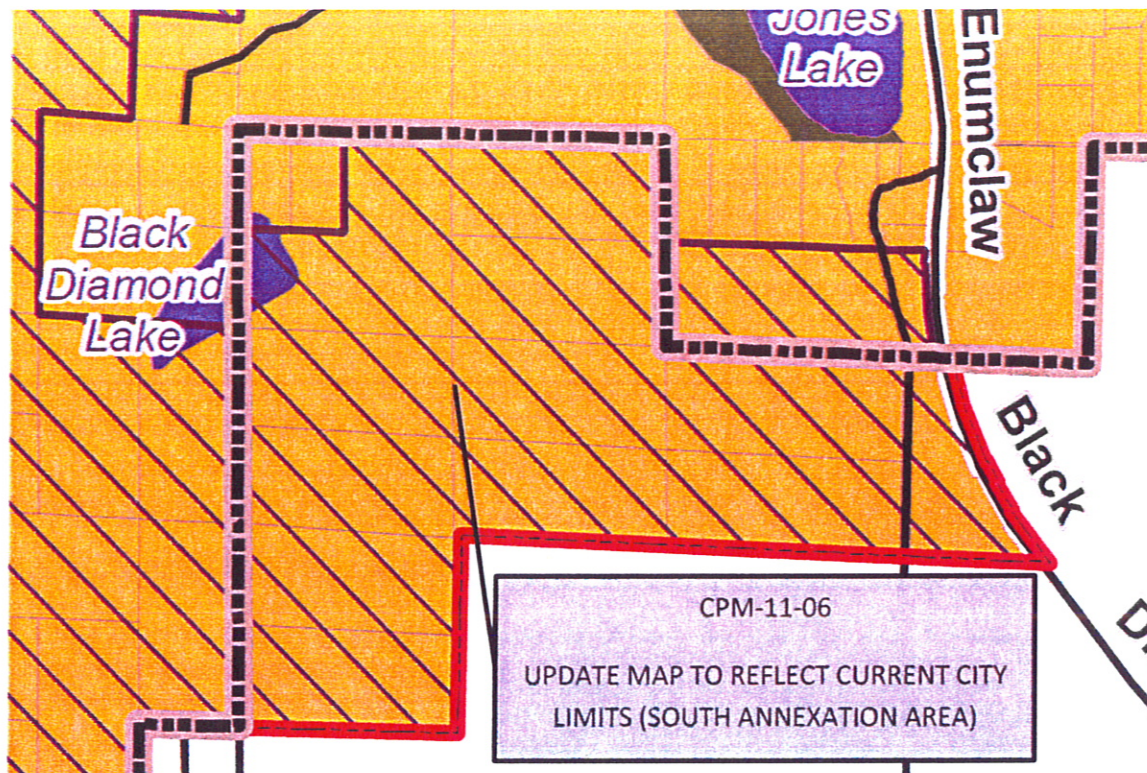 Jones
Lake
Enumclaw
Black
Diamond
Lake
Black
CPM-11-06
UPDATE MAP TO REFLECT CURRENT CITY
LIMITS (SOUTH ANNEXATION AREA)